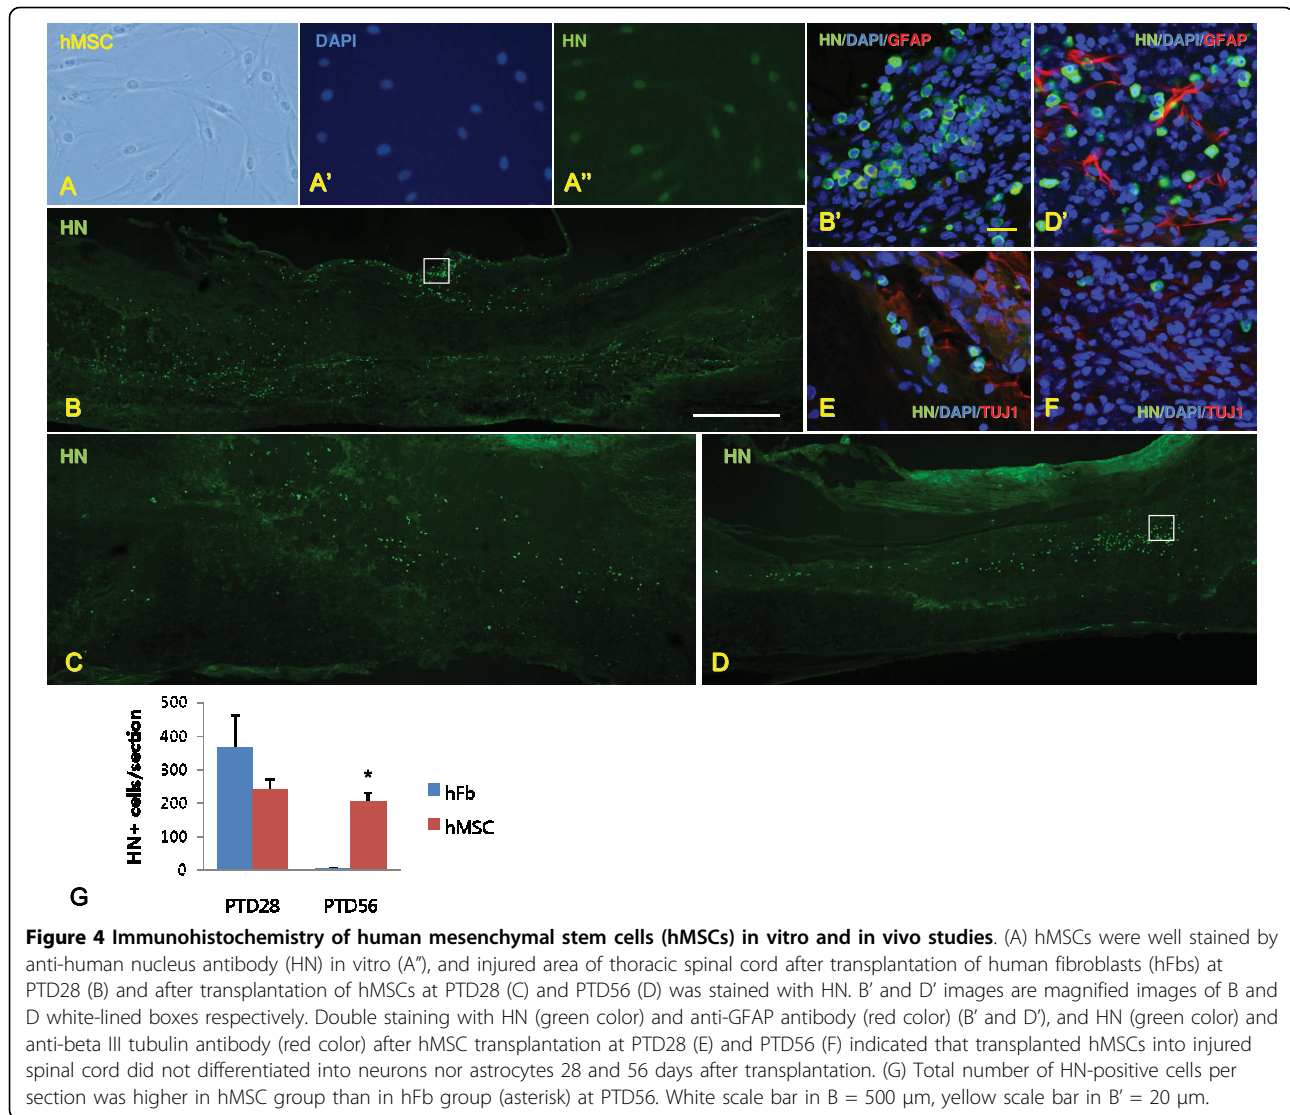 hMSC
DAPI
HN
HN/DAPI/GFAP
HN/DAPI/GFAP
A
A'
A"
B'
D'
HN
B
E
HN/DAPI/TUJ1
F
HN/DAPI/TUJ1
HN
C
HN
D
HN+ cells/section
500
400
300
200
100
0
*
hFb
hMSC
PTD28
PTD56
G
Figure 4 Immunohistochemistry of human mesenchymal stem cells (hMSCs) in vitro and in vivo studies. (A) hMSCs were well stained by
anti-human nucleus antibody (HN) in vitro (A"), and injured area of thoracic spinal cord after transplantation of human fibroblasts (hFbs) at
PTD28 (B) and after transplantation of hMSCs at PTD28 (C) and PTD56 (D) was stained with HN. B' and D' images are magnified images of B and
D white-lined boxes respectively. Double staining with HN (green color) and anti-GFAP antibody (red color) (B' and D'), and HN (green color) and
anti-beta III tubulin antibody (red color) after hMSC transplantation at PTD28 (E) and PTD56 (F) indicated that transplanted hMSCs into injured
spinal cord did not differentiated into neurons nor astrocytes 28 and 56 days after transplantation. (G) Total number of HN-positive cells per
section was higher in hMSC group than in hFb group (asterisk) at PTD56. White scale bar in B = 500 μm, yellow scale bar in B' = 20 μm.